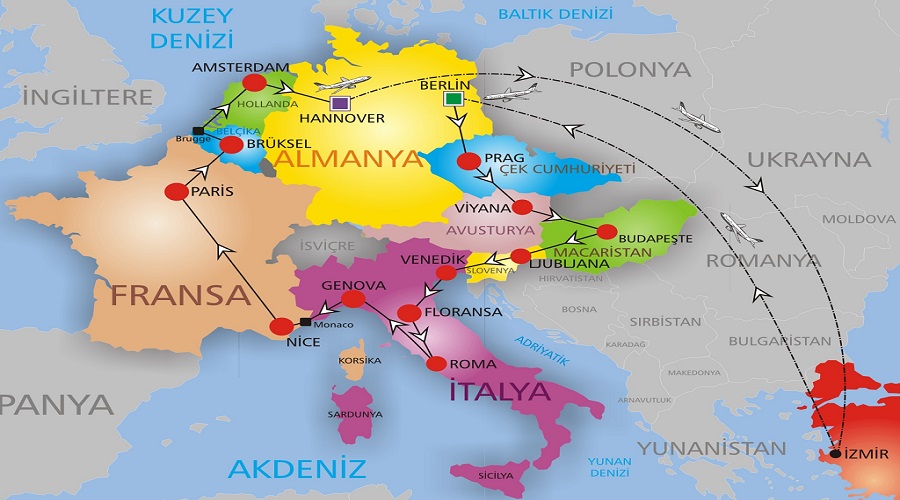 KUZEY
DENİZİ
BALTIK DENİZİ
AMSTERDAM
POLONYA
BERLİN
İNGİLTERE
HOLLANDA
HANNOVER
BELÇİKA
Brugge
BRÜKSEL
ALMANYA
PRAG
ÇEK CUMHURİYETİ
UKRAYNA
PARİS
VİYANA
MOLDOVA
AVUSTURYA
BUDAPEŞTE
İSVİÇRE
MACARİSTAN
VENEDİK
LJUBLJANA
ROMANYA
SLOVENYA
HIRVATİSTAN
FRANSA
GENOVA
BOSNA
FLORANSA
SIRBİSTAN
Monaco
NİCE
ADRİYATİK
KARADAĞ
BULGARİSTAN
KORSİKA
ROMA
MAKEDONYA
İTALYA
ARNAVUTLUK
PANYA
SARDUNYA
YUNANİSTAN
İZMİR
AKDENİZ
SİCİLYA
YUNAN
DENİZİ